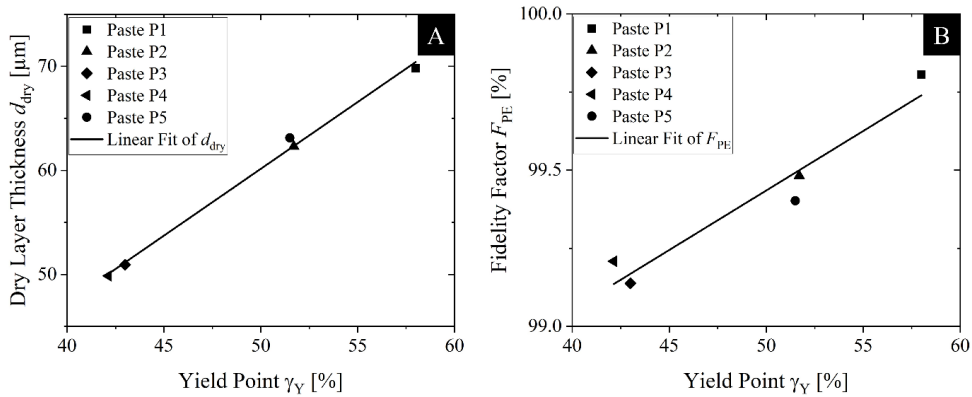 A
Paste P1
Paste P2
Paste P3
Paste P4
Paste P5
Linear Fit of d_dry
Dry Layer Thickness d_dry [µm]
70
60
50
40 45 50 55 60
Yield Point γ_Y [%]
B
Paste P1
Paste P2
Paste P3
Paste P4
Paste P5
Linear Fit of F_PE
Fidelity Factor F_PE [%]
100.0
99.5
99.0
40 45 50 55 60
Yield Point γ_Y [%]